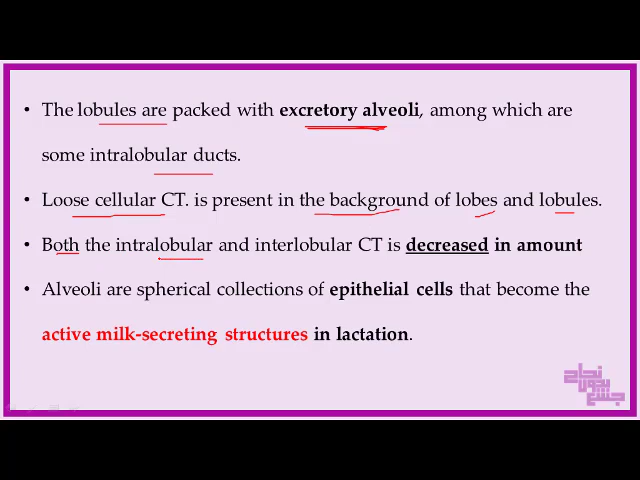 • The lobules are packed with excretory alveoli, among which are
some intralobular ducts.
• Loose cellular CT. is present in the background of lobes and lobules.
• Both the intralobular and interlobular CT is decreased in amount
• Alveoli are spherical collections of epithelial cells that become the
active milk-secreting structures in lactation.
نجاح
بدون